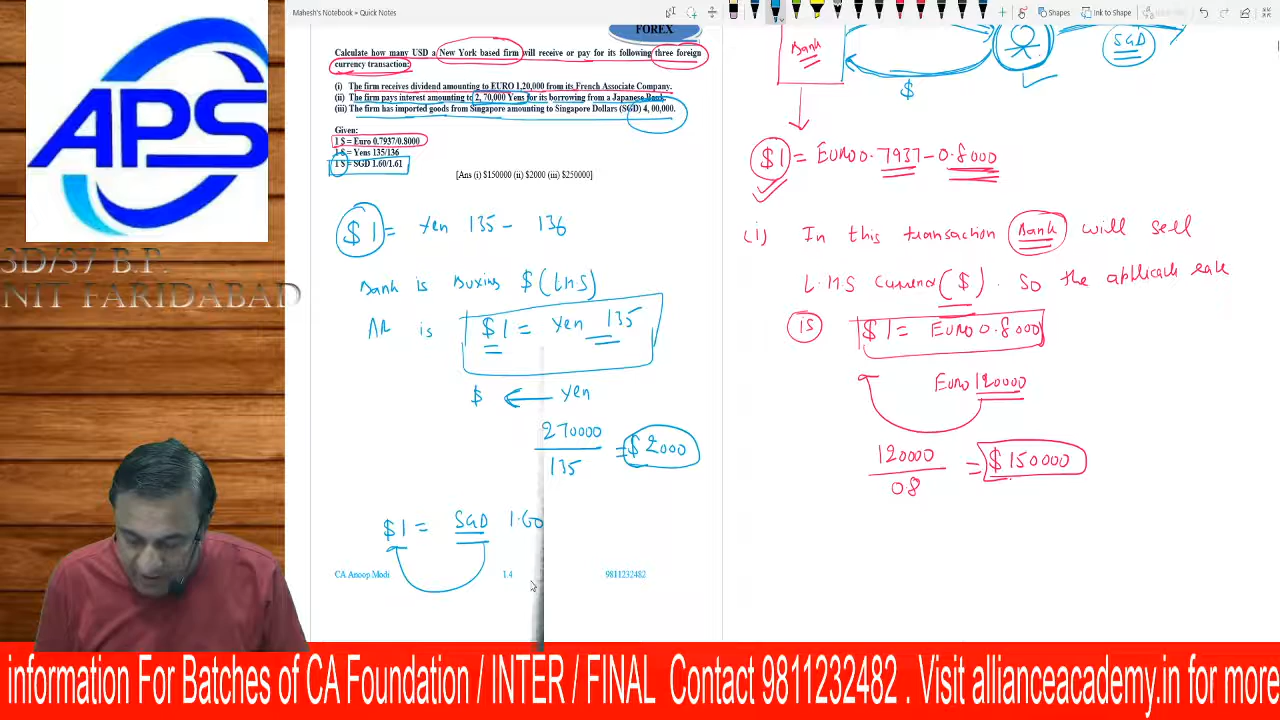 Mahesh's Notebook » Quick Notes
Shapes
Ink to Shape
APS
3D/37 B.P.
NIT FARIDABAD
FOREX
Calculate how many USD a New York based firm will receive or pay for its following three foreign
currency transaction:
(i) The firm receives dividend amounting to EURO 1,20,000 from its French Associate Company.
(ii) The firm pays interest amounting to 2, 70,000 Yens for its borrowing from a Japanese Bank.
(iii) The firm has imported goods from Singapore amounting to Singapore Dollars (SGD) 4, 00,000.
Given:
1 $ = Euro 0.7937/0.8000
1 $ = Yens 135/136
1 $ = SGD 1.60/1.61
[Ans (i) $150000 (ii) $2000 (iii) $250000]
$1 = Yen 135 - 136
Bank is Buxing $ (LHS)
AR is $1 = Yen 135
$ ← Yen
270000
135
= $2000
$1 = SGD 1.60
CA Anoop Modi
1.4
9811232482
Bank
SGD
$
$1 = EURO 0.7937 - 0.8000
(i) In this transaction Bank will sell
L.H.S currency ($). So the applicable rate
is $1 = EURO 0.8000
Euro 120000
120000
0.8
= $150000
information For Batches of CA Foundation / INTER / FINAL Contact 9811232482 . Visit allianceacademy.in for more